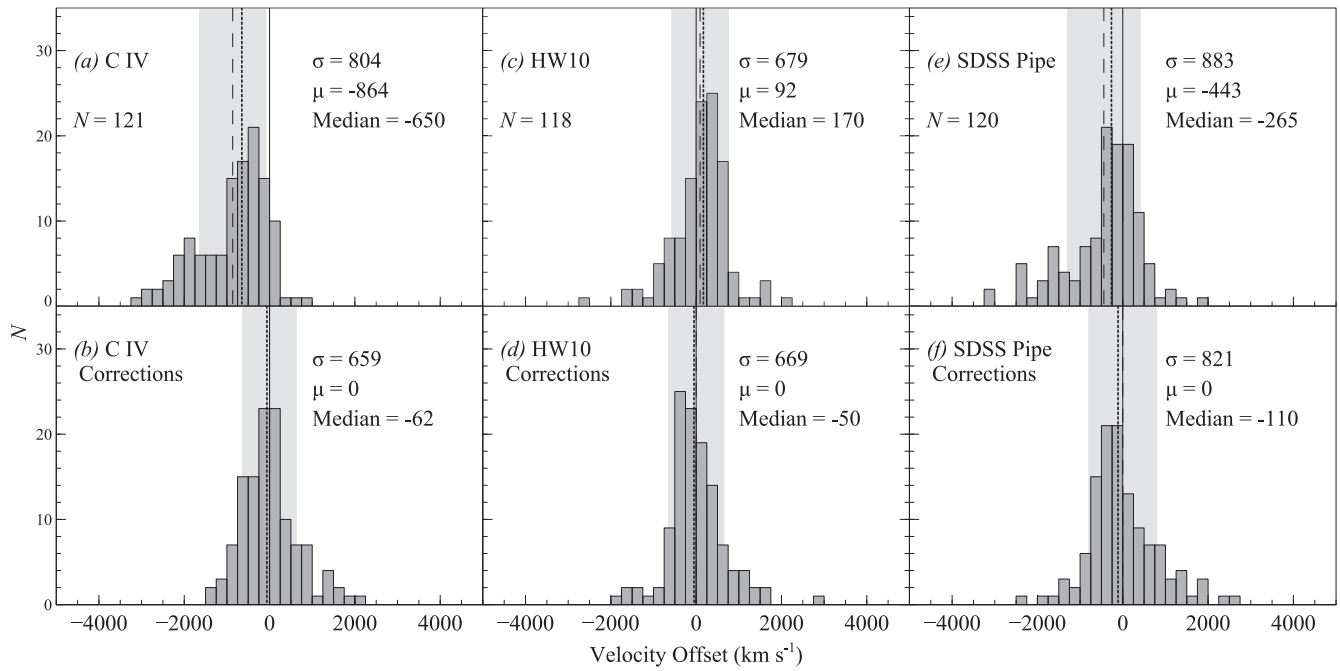 30
20
10
0
(a) C IV
N = 121
σ = 804
μ = -864
Median = -650
(c) HW10
N = 118
σ = 679
μ = 92
Median = 170
(e) SDSS Pipe
N = 120
σ = 883
μ = -443
Median = -265
N
30
20
10
0
(b) C IV
Corrections
σ = 659
μ = 0
Median = -62
(d) HW10
Corrections
σ = 669
μ = 0
Median = -50
(f) SDSS Pipe
Corrections
σ = 821
μ = 0
Median = -110
−4000 −2000 0 2000 4000 −4000 −2000 0 2000 4000 −4000 −2000 0 2000 4000
Velocity Offset (km s⁻¹)